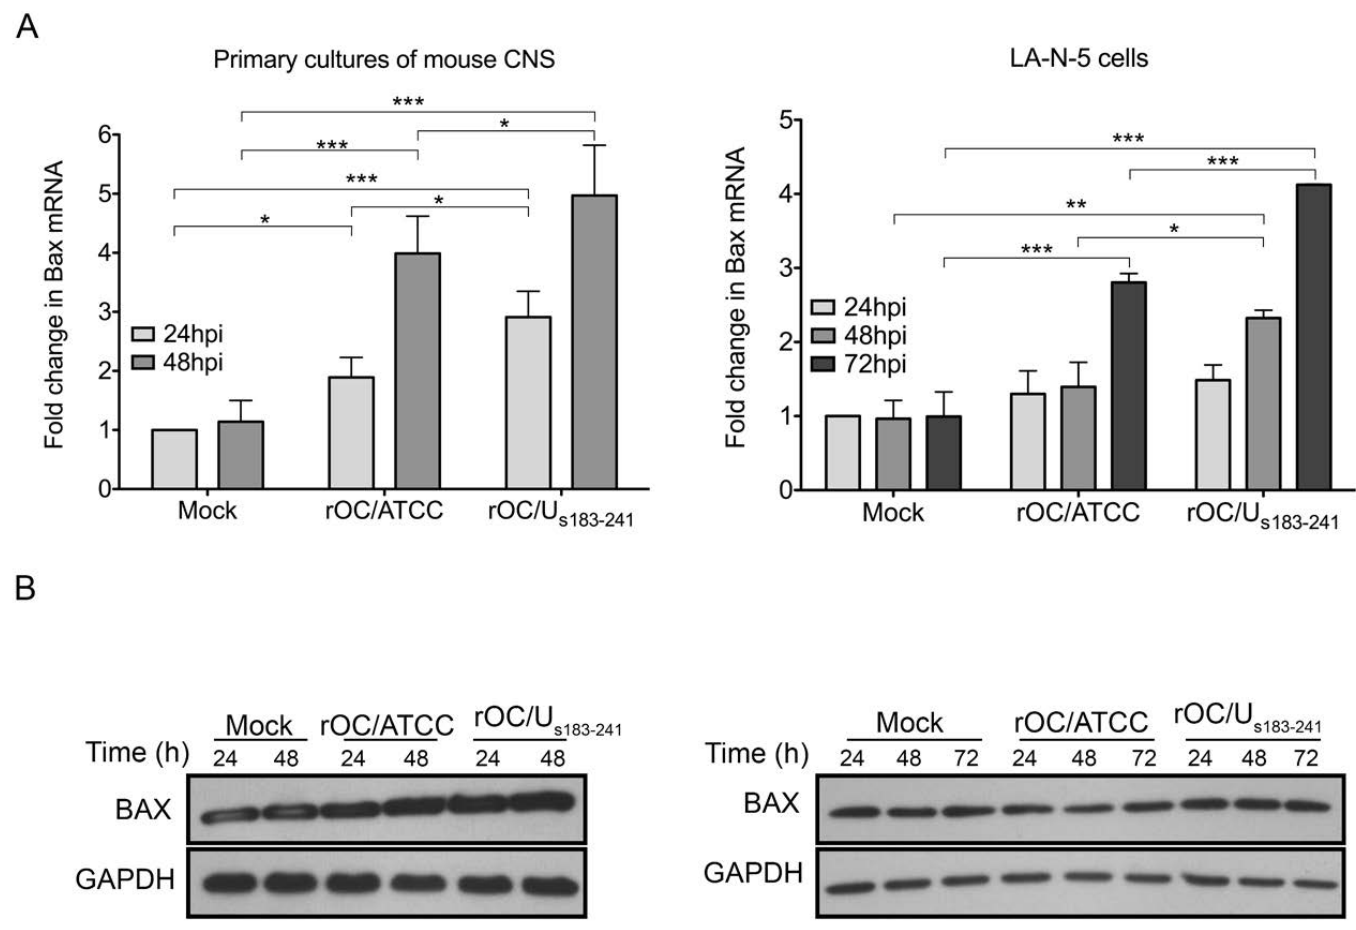 A
Primary cultures of mouse CNS
Fold change in Bax mRNA
6
5
4
3
2
1
0
***
*
***
***
*
*
24hpi
48hpi
Mock
rOC/ATCC
rOC/Us183-241
LA-N-5 cells
Fold change in Bax mRNA
5
4
3
2
1
0
***
***
**
*
***
24hpi
48hpi
72hpi
Mock
rOC/ATCC
rOC/Us183-241
B
Mock rOC/ATCC rOC/Us183-241
Time (h) 24 48 24 48 24 48
BAX
GAPDH
Mock rOC/ATCC rOC/Us183-241
Time (h) 24 48 72 24 48 72 24 48 72
BAX
GAPDH